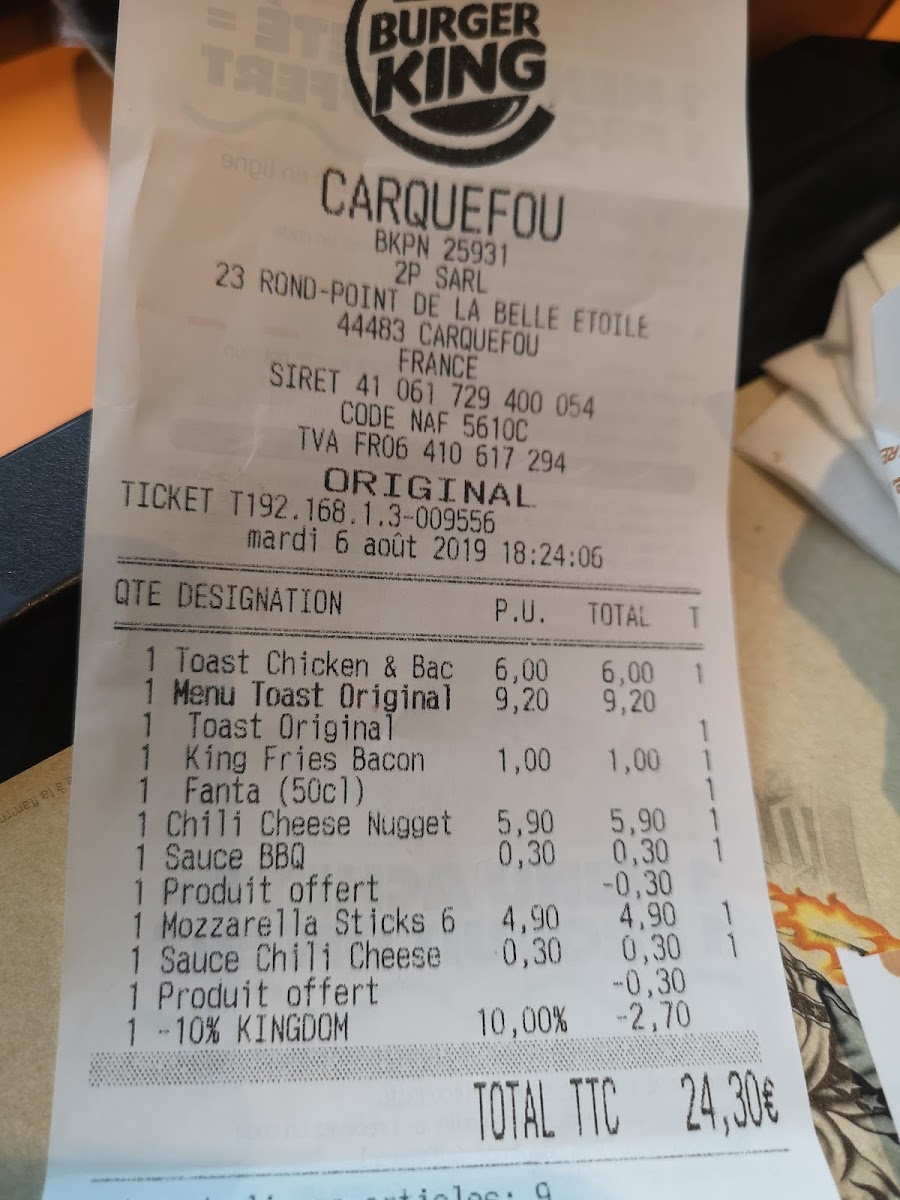 BURGER
KING
CARQUEFOU
BKPN 25931
2P SARL
23 ROND-POINT DE LA BELLE ETOILE
44483 CARQUEFOU
FRANCE
SIRET 41 061 729 400 054
CODE NAF 5610C
TVA FR06 410 617 294
ORIGINAL
TICKET T192.168.1.3-009556
mardi 6 août 2019 18:24:06
QTE DESIGNATION P.U. TOTAL T
1 Toast Chicken & Bac 6,00 6,00 1
1 Menu Toast Original 9,20 9,20
1 Toast Original 1
1 King Fries Bacon 1,00 1,00 1
1 Fanta (50cl) 1
1 Chili Cheese Nugget 5,90 5,90 1
1 Sauce BBQ 0,30 0,30 1
1 Produit offert -0,30
1 Mozzarella Sticks 6 4,90 4,90 1
1 Sauce Chili Cheese 0,30 0,30 1
1 Produit offert -0,30
1 -10% KINGDOM 10,00% -2,70
TOTAL TTC 24,30€
articles: 9